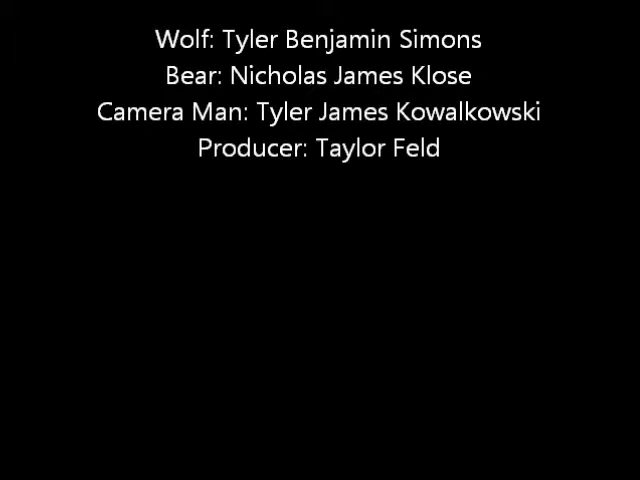 Wolf: Tyler Benjamin Simons
Bear: Nicholas James Klose
Camera Man: Tyler James Kowalkowski
Producer: Taylor Feld